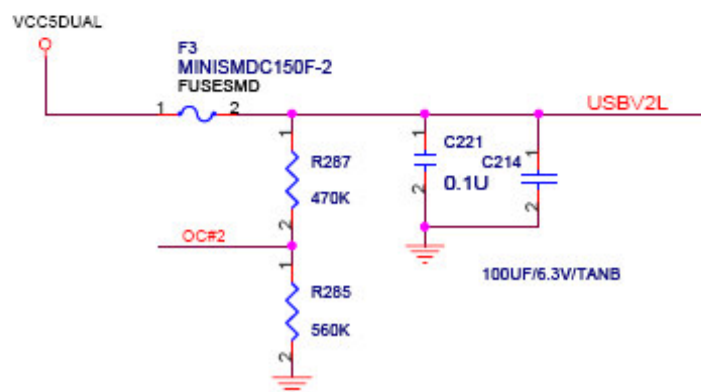 VCC5DUAL
F3
MINISMDC150F-2
FUSESMD
1 2
USBV2L
1
R287
470K
2
1
C221
0.1U
2
1
C214
2
OC#2
1
R285
560K
2
100UF/6.3V/TANB